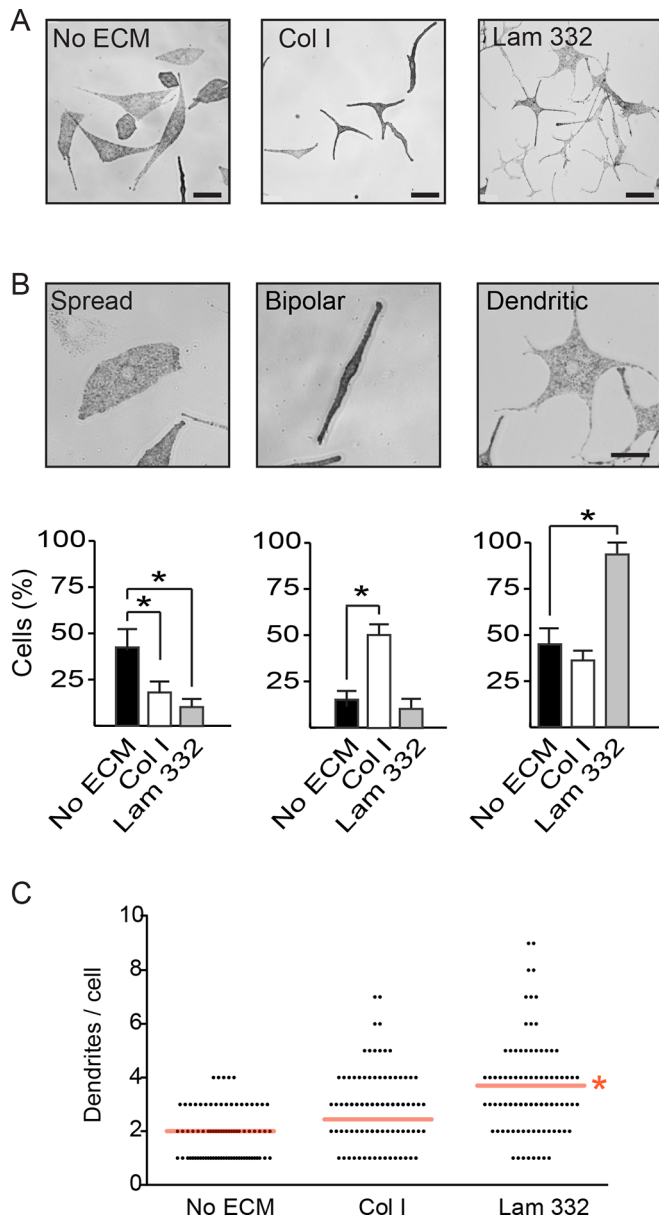 A
No ECM Col I Lam 332
B
Spread Bipolar Dendritic
100 100 100
75 75 75
50 50 50
25 25 25
Cells (%)
* * * *
No ECM Col I Lam 332 No ECM Col I Lam 332 No ECM Col I Lam 332
C
10
8
6
4
2
0
Dendrites / cell
*
No ECM Col I Lam 332